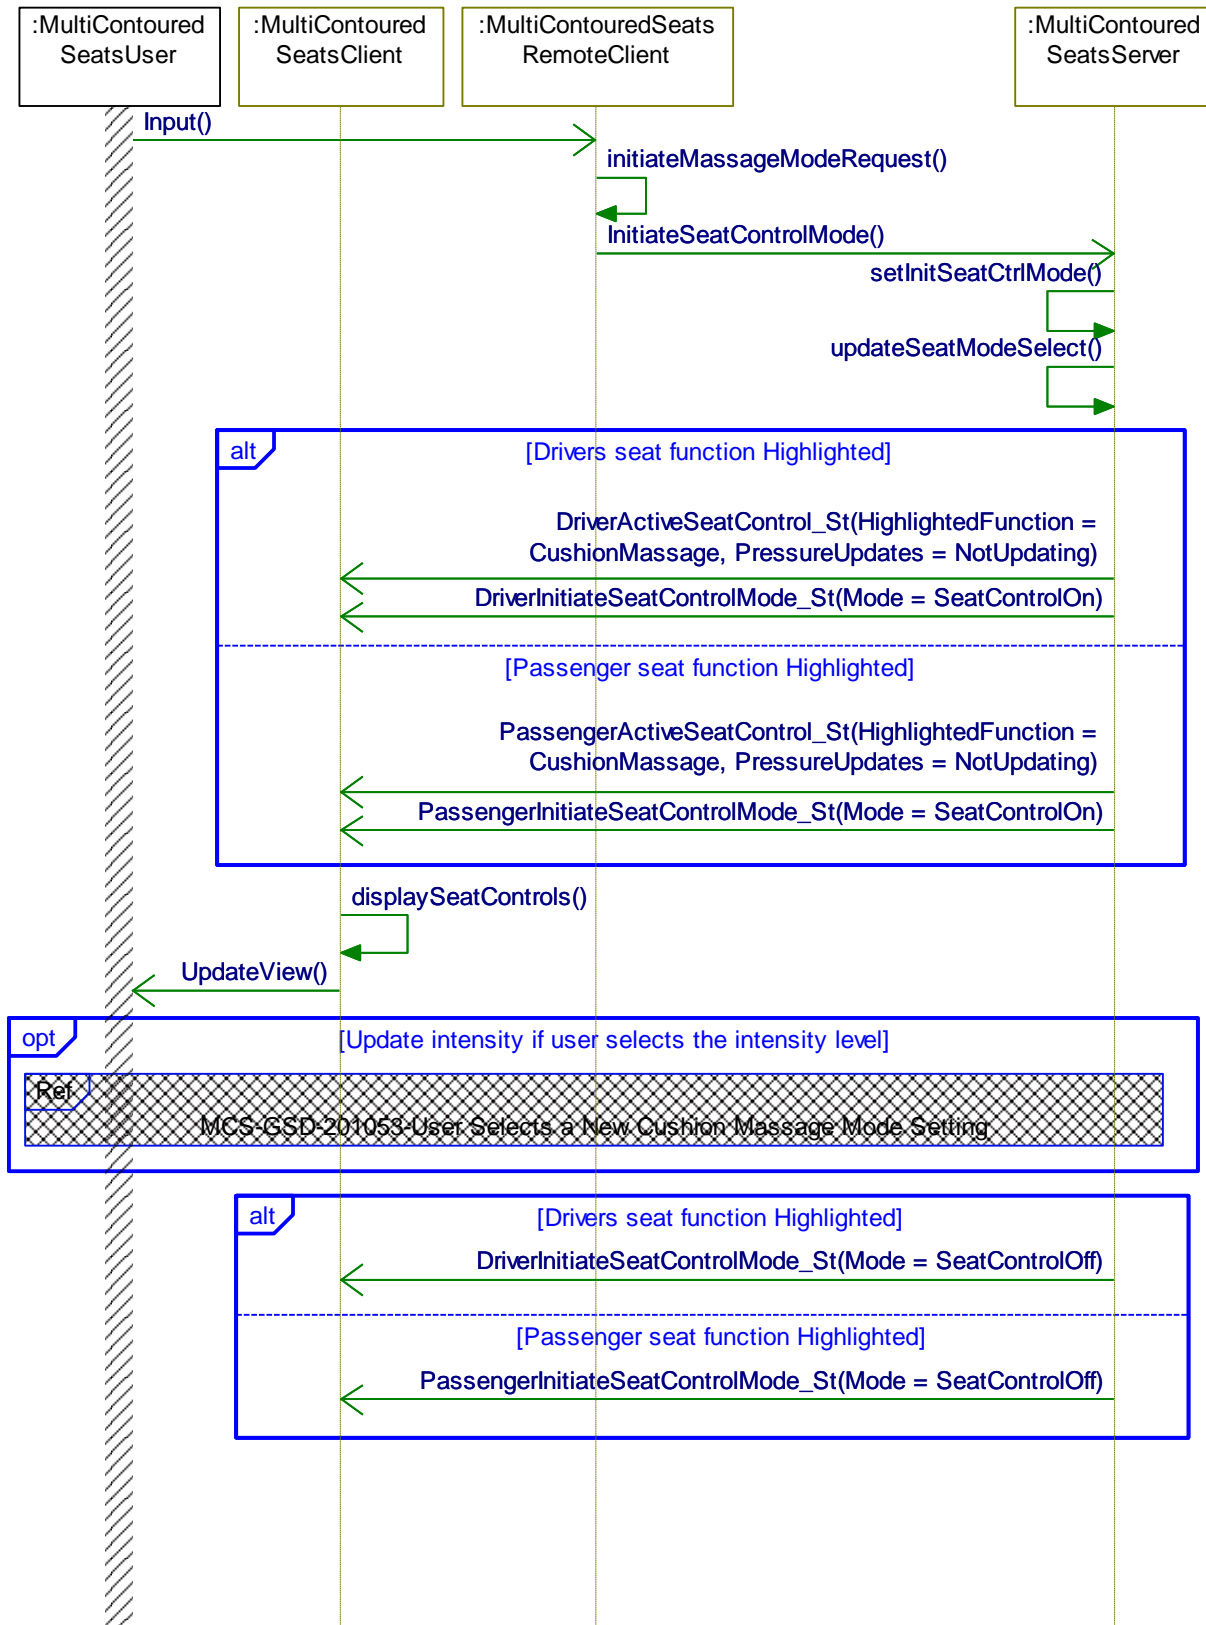 :MultiContoured
SeatsUser
:MultiContoured
SeatsClient
:MultiContouredSeats
RemoteClient
:MultiContoured
SeatsServer
Input()
initiateMassageModeRequest()
InitiateSeatControlMode()
setInitSeatCtrlMode()
updateSeatModeSelect()
alt
[Drivers seat function Highlighted]
DriverActiveSeatControl_St(HighlightedFunction =
CushionMassage, PressureUpdates = NotUpdating)
DriverInitiateSeatControlMode_St(Mode = SeatControlOn)
[Passenger seat function Highlighted]
PassengerActiveSeatControl_St(HighlightedFunction =
CushionMassage, PressureUpdates = NotUpdating)
PassengerInitiateSeatControlMode_St(Mode = SeatControlOn)
displaySeatControls()
UpdateView()
opt
[Update intensity if user selects the intensity level]
Ref
MCS-GSD-201053-User Selects a New Cushion Massage Mode Setting
alt
[Drivers seat function Highlighted]
DriverInitiateSeatControlMode_St(Mode = SeatControlOff)
[Passenger seat function Highlighted]
PassengerInitiateSeatControlMode_St(Mode = SeatControlOff)